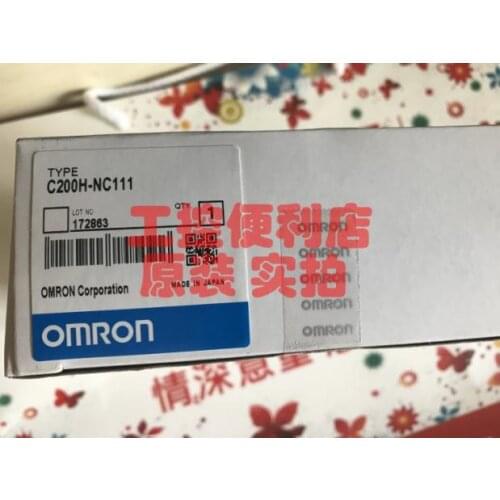 TYPE
C200H-NC111
LOT NO
QTY
172863
1
工控便利店
原装 实拍
OMRON Corporation
MADE IN JAPAN
OMRON
OMRON
OMRON
OMRON
OMRON
OMRON
情深意重